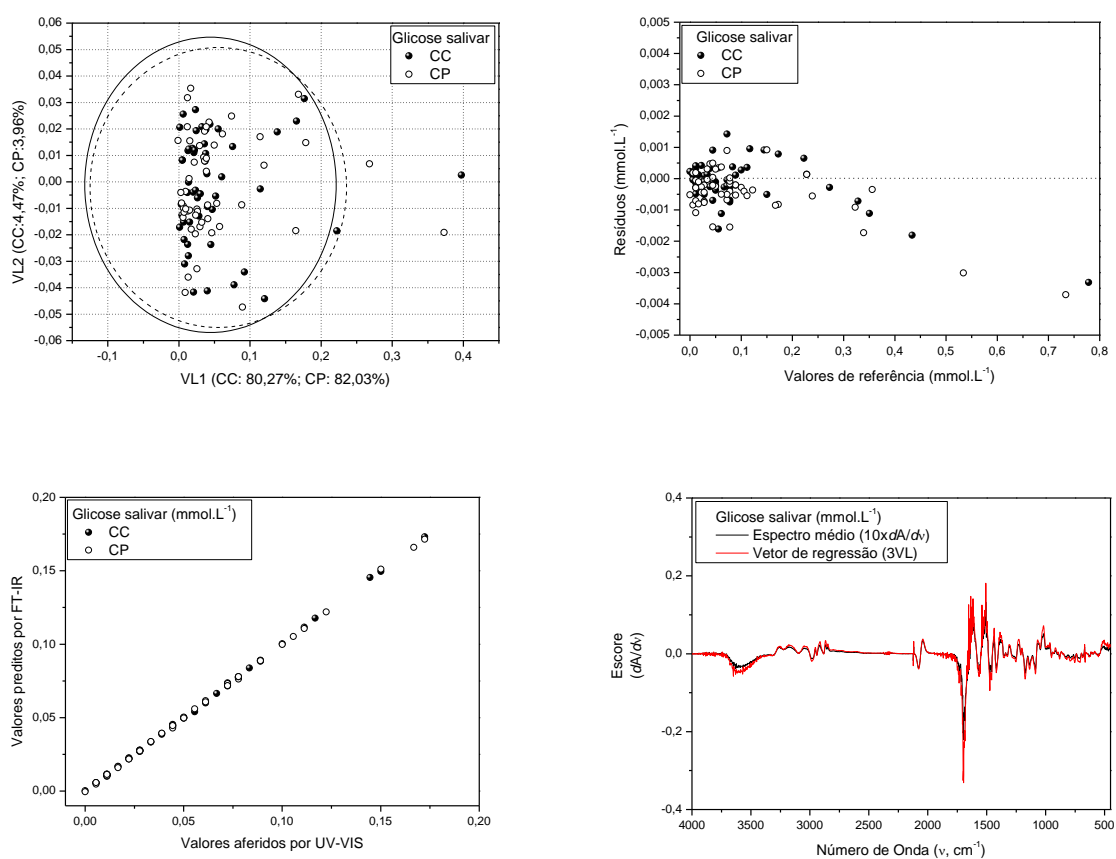 Glicose salivar
CC
CP
0,06
0,05
0,04
0,03
0,02
0,01
0,00
-0,01
-0,02
-0,03
-0,04
-0,05
-0,06
VL2 (CC:4,47%; CP:3,96%)
-0,1 0,0 0,1 0,2 0,3 0,4
VL1 (CC: 80,27%; CP: 82,03%)
Glicose salivar
CC
CP
0,005
0,004
0,003
0,002
0,001
0,000
-0,001
-0,002
-0,003
-0,004
-0,005
Resíduos (mmol.L⁻¹)
0,0 0,1 0,2 0,3 0,4 0,5 0,6 0,7 0,8
Valores de referência (mmol.L⁻¹)
Glicose salivar (mmol.L⁻¹)
CC
CP
0,20
0,15
0,10
0,05
0,00
Valores preditos por FT-IR
0,00 0,05 0,10 0,15 0,20
Valores aferidos por UV-VIS
Glicose salivar (mmol.L⁻¹)
Espectro médio (10xdA/dν)
Vetor de regressão (3VL)
0,4
0,2
0,0
-0,2
-0,4
Escore
(dA/dν)
4000 3500 3000 2500 2000 1500 1000 500
Número de Onda (ν, cm⁻¹)